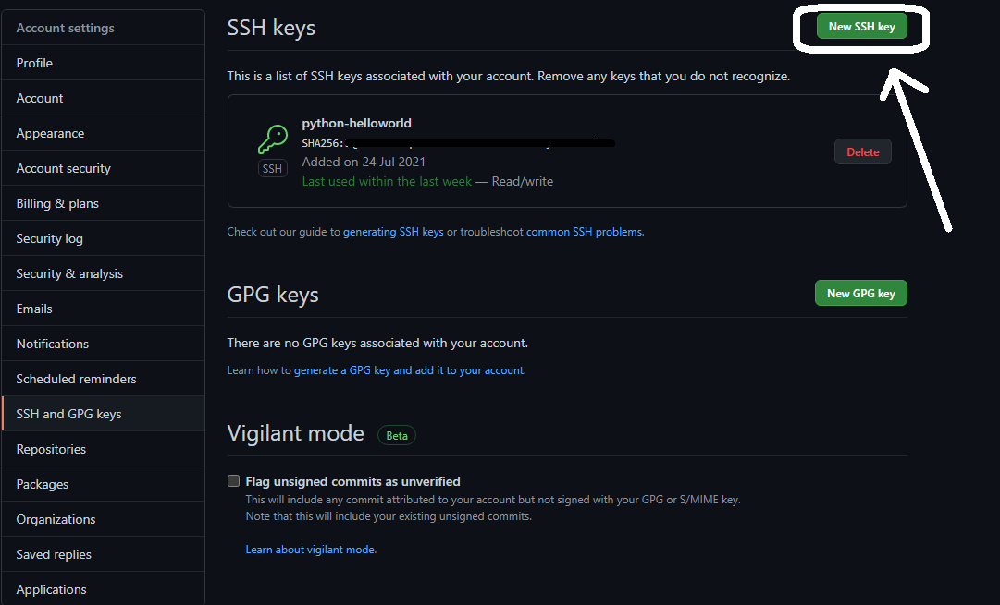 Account settings
Profile
Account
Appearance
Account security
Billing & plans
Security log
Security & analysis
Emails
Notifications
Scheduled reminders
SSH and GPG keys
Repositories
Packages
Organizations
Saved replies
Applications
SSH keys
New SSH key
This is a list of SSH keys associated with your account. Remove any keys that you do not recognize.
python-helloworld
SHA256:
SSH
Added on 24 Jul 2021
Last used within the last week — Read/write
Delete
Check out our guide to generating SSH keys or troubleshoot common SSH problems.
GPG keys
New GPG key
There are no GPG keys associated with your account.
Learn how to generate a GPG key and add it to your account.
Vigilant mode Beta
Flag unsigned commits as unverified
This will include any commit attributed to your account but not signed with your GPG or S/MIME key.
Note that this will include your existing unsigned commits.
Learn about vigilant mode.